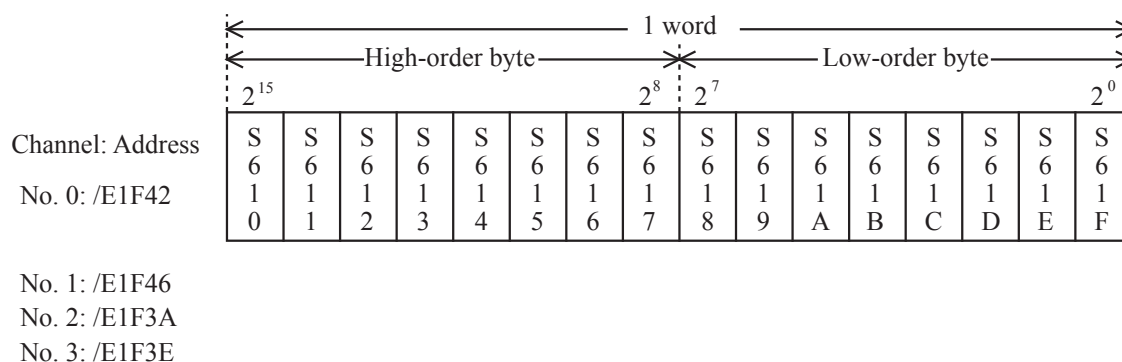 1 word
High-order byte Low-order byte
2^15 2^8 2^7 2^0
Channel: Address
No. 0: /E1F42
S610 S611 S612 S613 S614 S615 S616 S617 S618 S619 S61A S61B S61C S61D S61E S61F
No. 1: /E1F46
No. 2: /E1F3A
No. 3: /E1F3E